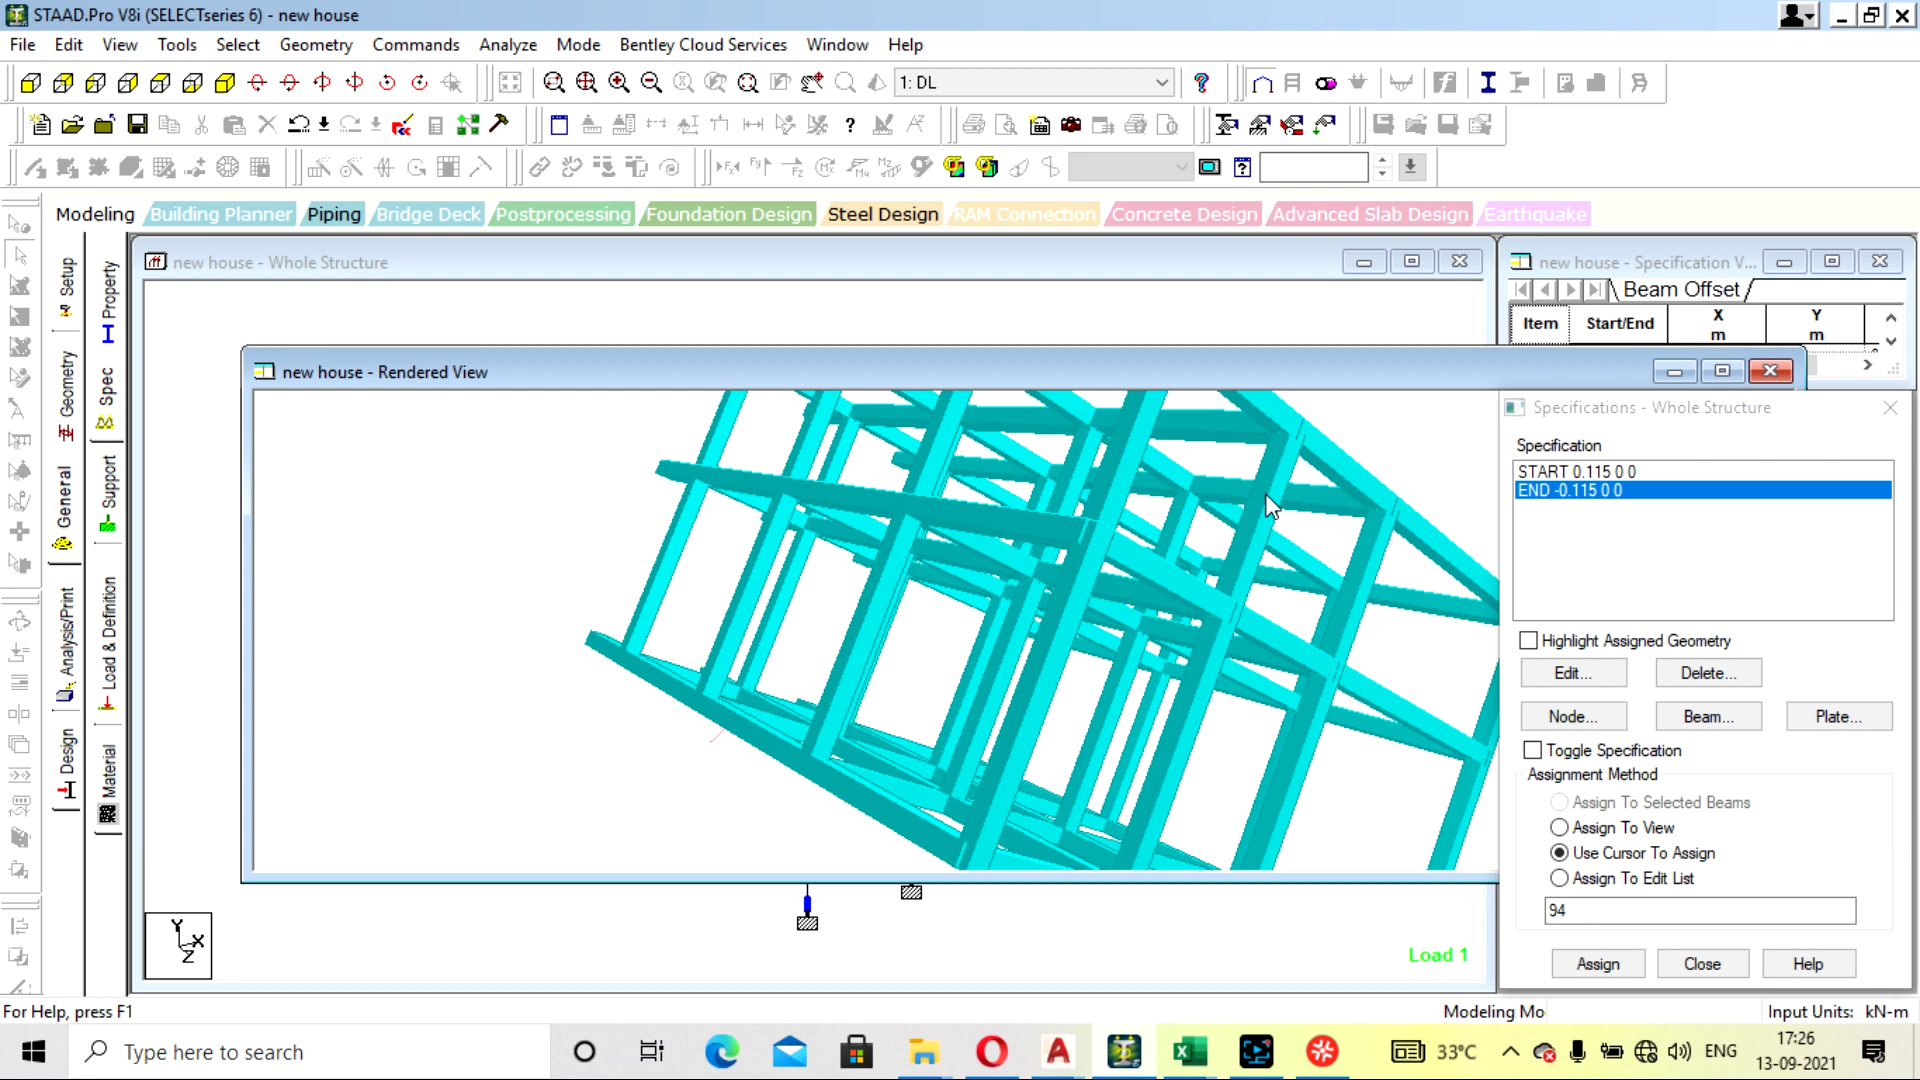 STAAD.Pro V8i (SELECTseries 6) - new house
File Edit View Tools Select Geometry Commands Analyze Mode Bentley Cloud Services Window Help
1: DL
Modeling Building Planner Piping Bridge Deck Postprocessing Foundation Design Steel Design RAM Connection Concrete Design Advanced Slab Design Earthquake
Setup
Geometry
General
Analysis/Print
Design
Property
Spec
Support
Load & Definition
Material
new house - Whole Structure
new house - Rendered View
Y
X
Z
Load 1
new house - Specification V...
Beam Offset
Item Start/End X m Y m
Specifications - Whole Structure
Specification
START 0.115 0 0
END -0.115 0 0
Highlight Assigned Geometry
Edit... Delete...
Node... Beam... Plate...
Toggle Specification
Assignment Method
Assign To Selected Beams
Assign To View
Use Cursor To Assign
Assign To Edit List
94
Assign Close Help
For Help, press F1
Modeling Mo
Input Units: kN-m
Type here to search
33°C
ENG
17:26
13-09-2021